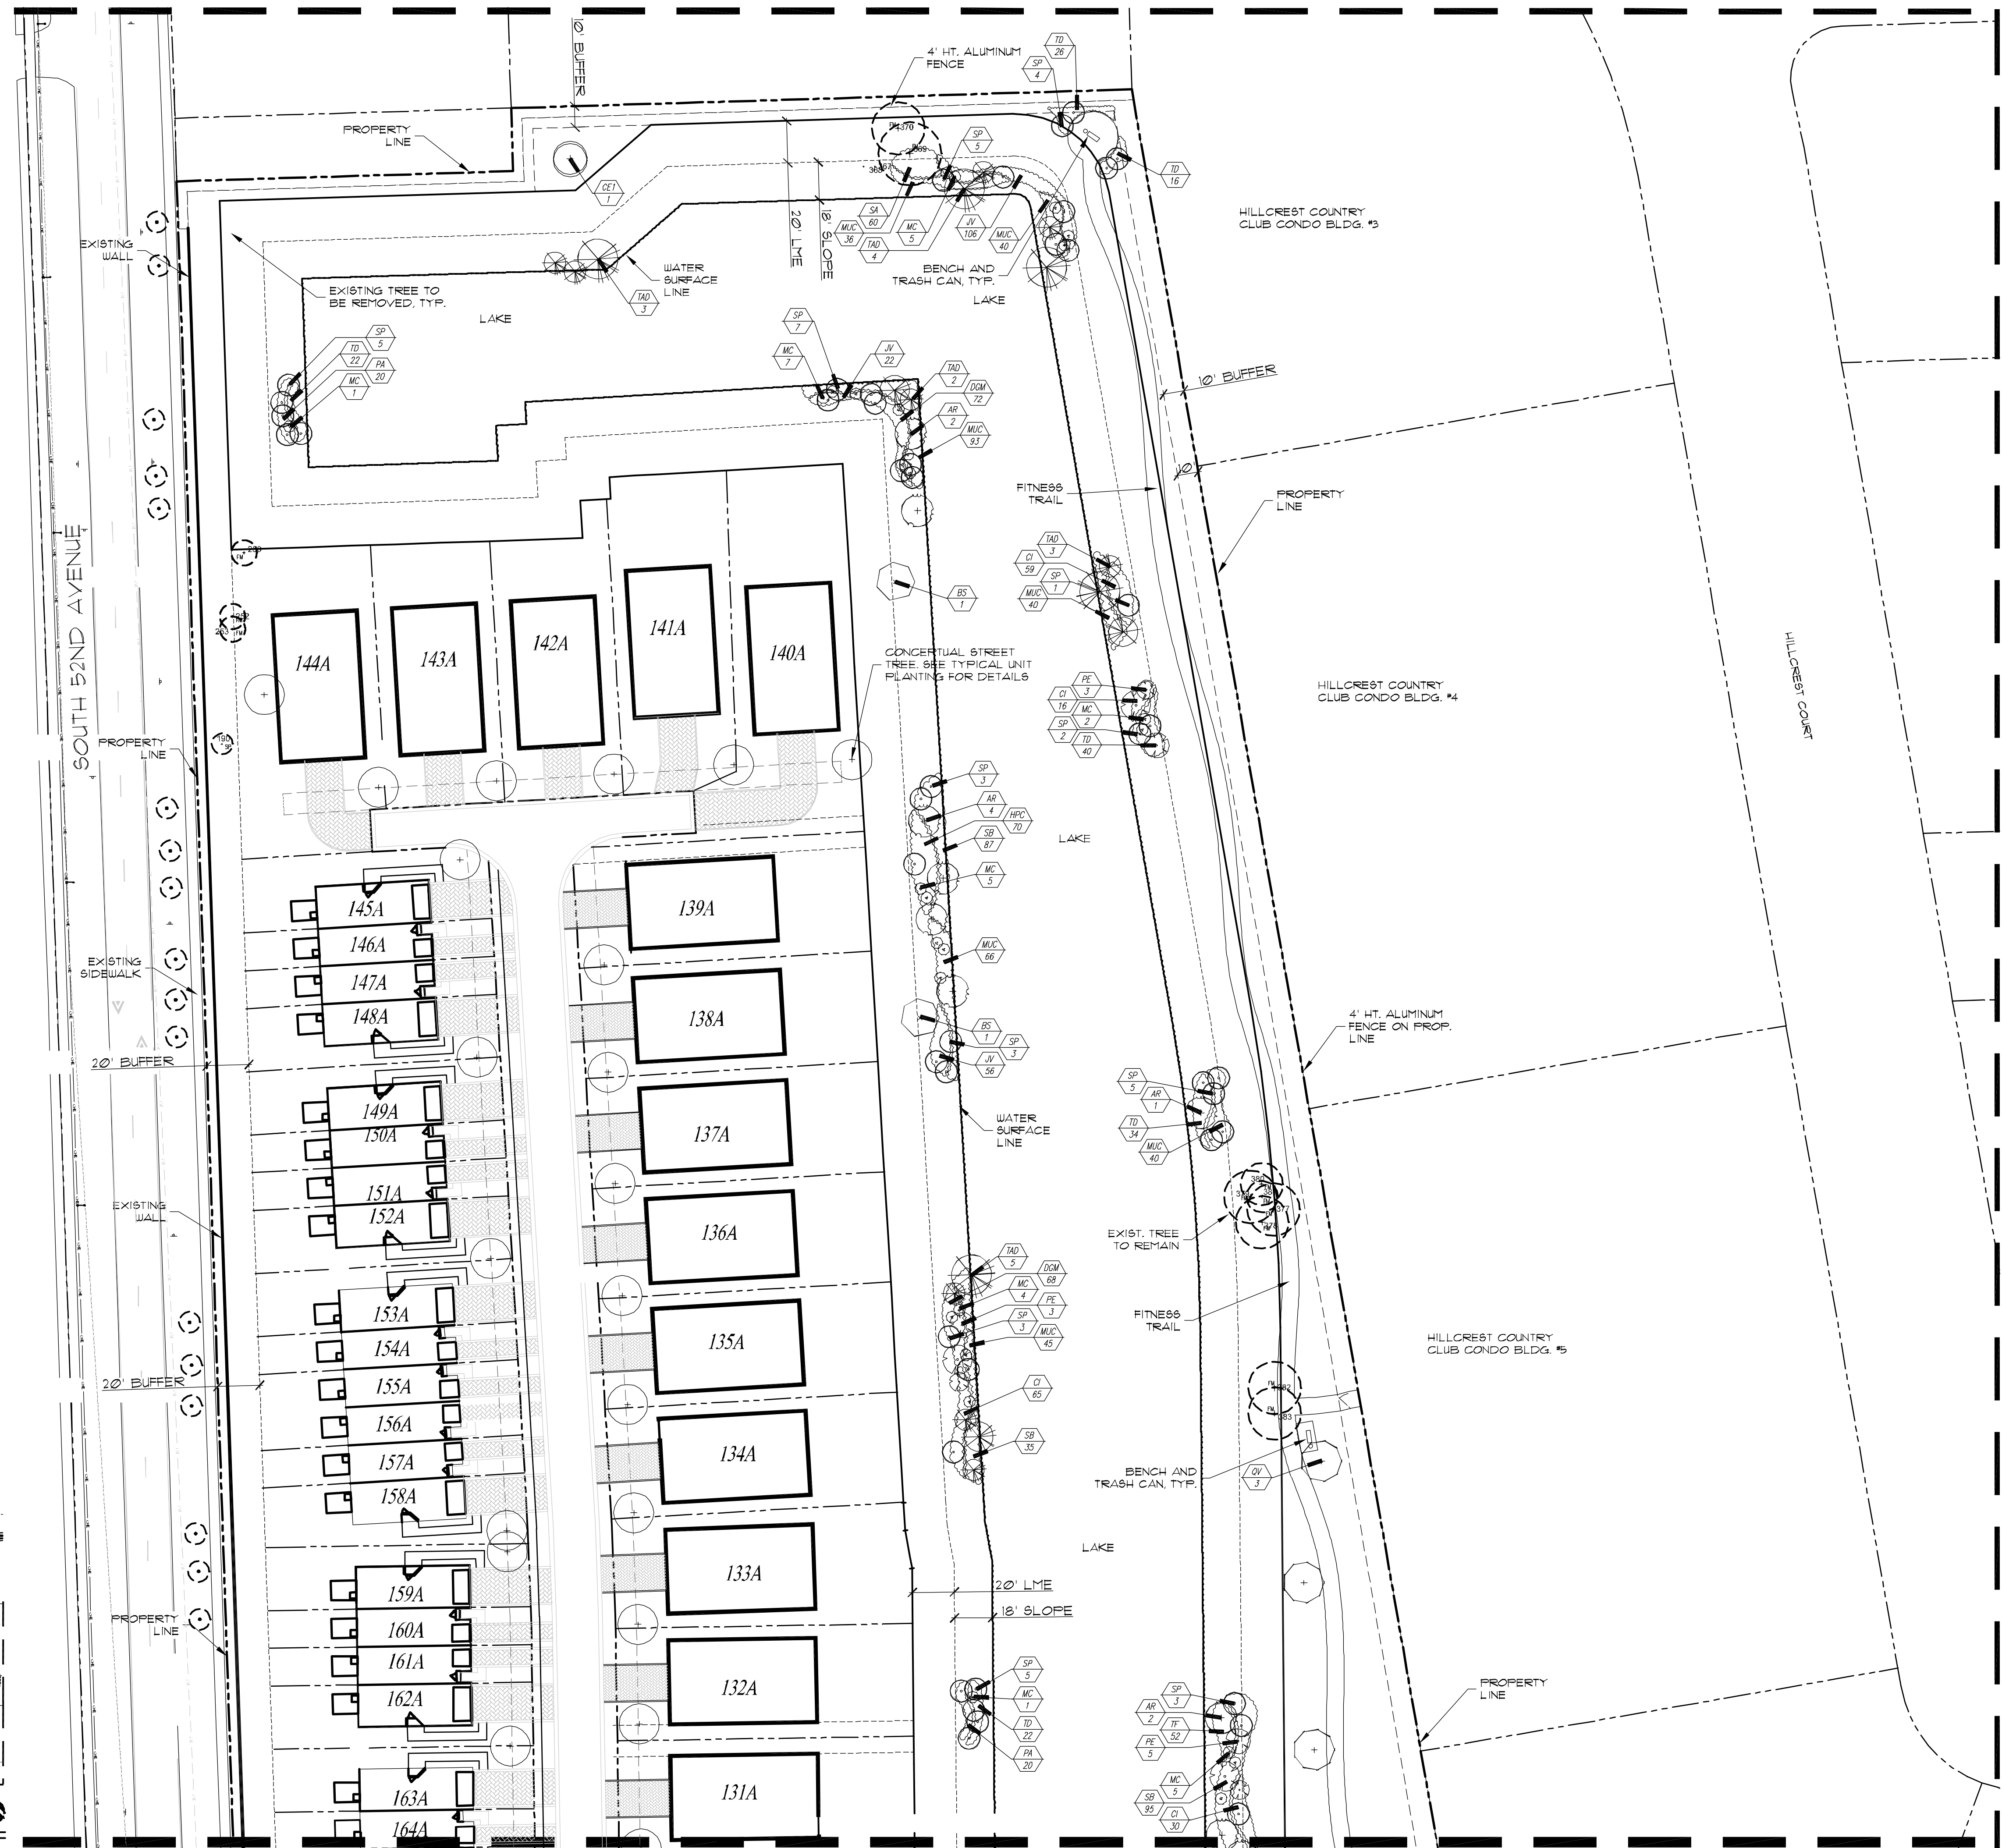 10' BUFFER
4' HT. ALUMINUM
FENCE
TD
26
SP
4
PROPERTY
LINE
370
369
367
SP
5
TD
16
CE1
1
SA
60
MUC
36
MC
5
TAD
4
JV
106
MUC
40
20' LME
18' SLOPE
HILLCREST COUNTRY
CLUB CONDO BLDG. #3
EXISTING
WALL
BENCH AND
TRASH CAN, TYP.
WATER
SURFACE
LINE
EXISTING TREE TO
BE REMOVED, TYP.
TAD
3
LAKE
LAKE
SP
5
TD
22
PA
20
MC
1
SP
7
MC
7
JV
22
TAD
2
DGM
72
AR
2
MUC
93
10' BUFFER
10'
FITNESS
TRAIL
PROPERTY
LINE
SOUTH 52ND AVENUE
TAD
3
CI
59
SP
1
MUC
40
BS
1
144A
143A
142A
141A
140A
CONCERTUAL STREET
TREE. SEE TYPICAL UNIT
PLANTING FOR DETAILS
HILLCREST COURT
PE
3
CI
16
MC
2
SP
2
TD
40
HILLCREST COUNTRY
CLUB CONDO BLDG. #4
190
PROPERTY
LINE
SP
3
AR
4
HPC
70
SB
87
MC
5
LAKE
145A
146A
147A
148A
139A
138A
EXISTING
SIDEWALK
MUC
66
BS
1
SP
3
JV
56
4' HT. ALUMINUM
FENCE ON PROP.
LINE
20' BUFFER
149A
150A
151A
152A
137A
136A
WATER
SURFACE
LINE
SP
5
AR
1
TD
34
MUC
40
EXISTING
WALL
377
EXIST. TREE
TO REMAIN
TAD
5
DGM
68
MC
4
PE
3
SP
3
MUC
45
153A
154A
155A
156A
157A
158A
135A
134A
FITNESS
TRAIL
HILLCREST COUNTRY
CLUB CONDO BLDG. #5
20' BUFFER
CI
65
382
383
SB
35
BENCH AND
TRASH CAN, TYP.
QV
3
LAKE
159A
160A
161A
162A
133A
132A
20' LME
18' SLOPE
PROPERTY
LINE
SP
5
MC
1
TD
22
PA
20
SP
3
AR
2
TF
52
PE
5
MC
5
SB
95
CI
30
PROPERTY
LINE
163A
164A
131A